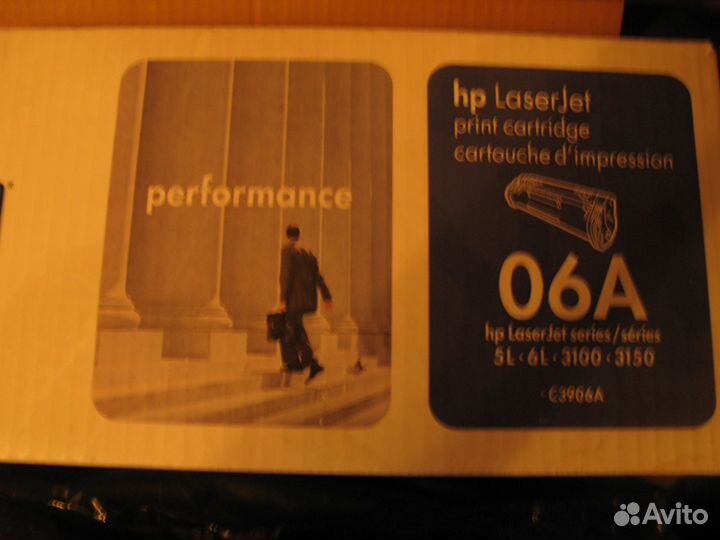 performance
hp LaserJet
print cartridge
cartouche d'impression
06A
hp LaserJet series/séries
5L • 6L • 3100 • 3150
• C3906A
Avito